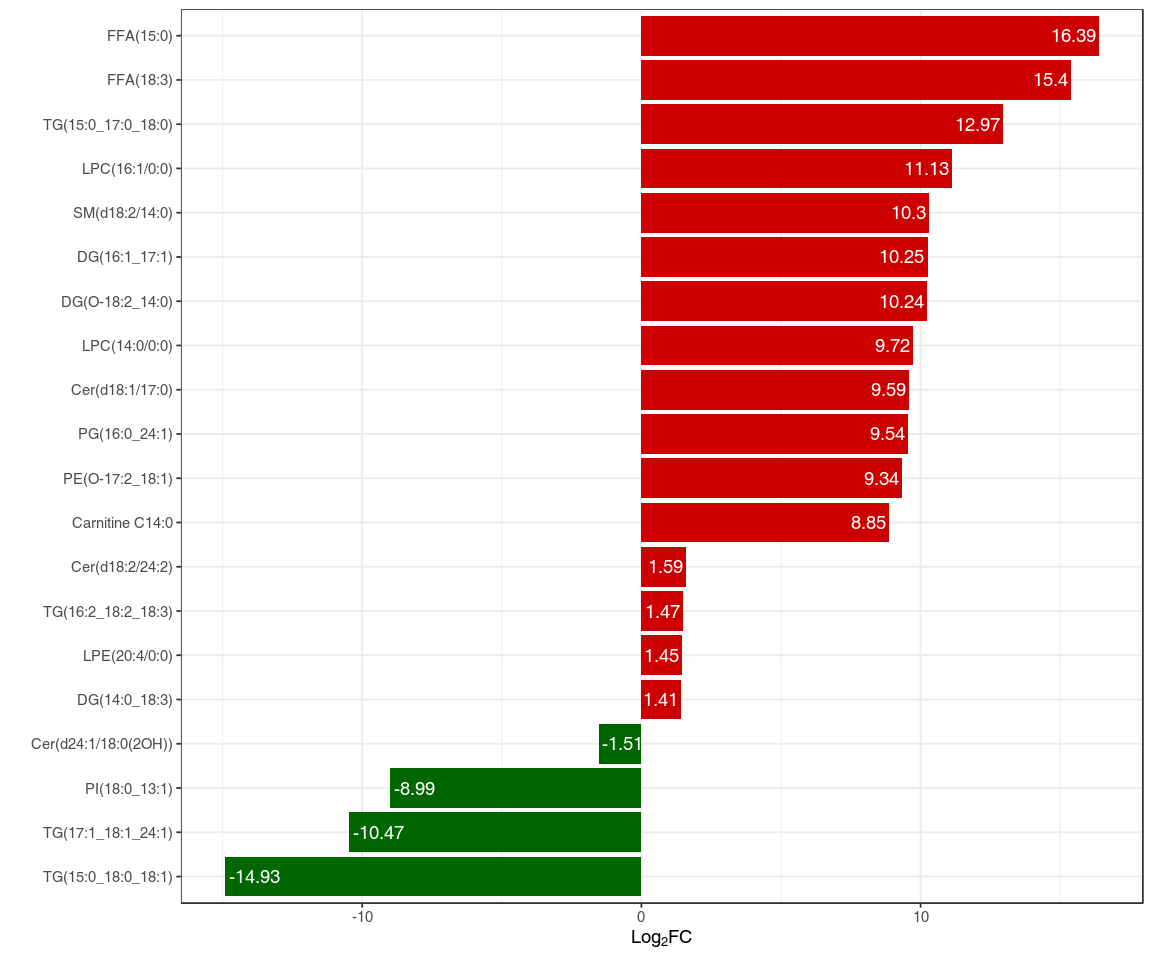 FFA(15:0) 16.39
FFA(18:3) 15.4
TG(15:0_17:0_18:0) 12.97
LPC(16:1/0:0) 11.13
SM(d18:2/14:0) 10.3
DG(16:1_17:1) 10.25
DG(O-18:2_14:0) 10.24
LPC(14:0/0:0) 9.72
Cer(d18:1/17:0) 9.59
PG(16:0_24:1) 9.54
PE(O-17:2_18:1) 9.34
Carnitine C14:0 8.85
Cer(d18:2/24:2) 1.59
TG(16:2_18:2_18:3) 1.47
LPE(20:4/0:0) 1.45
DG(14:0_18:3) 1.41
Cer(d24:1/18:0(2OH)) -1.51
PI(18:0_13:1) -8.99
TG(17:1_18:1_24:1) -10.47
TG(15:0_18:0_18:1) -14.93
-10 0 10
Log₂FC